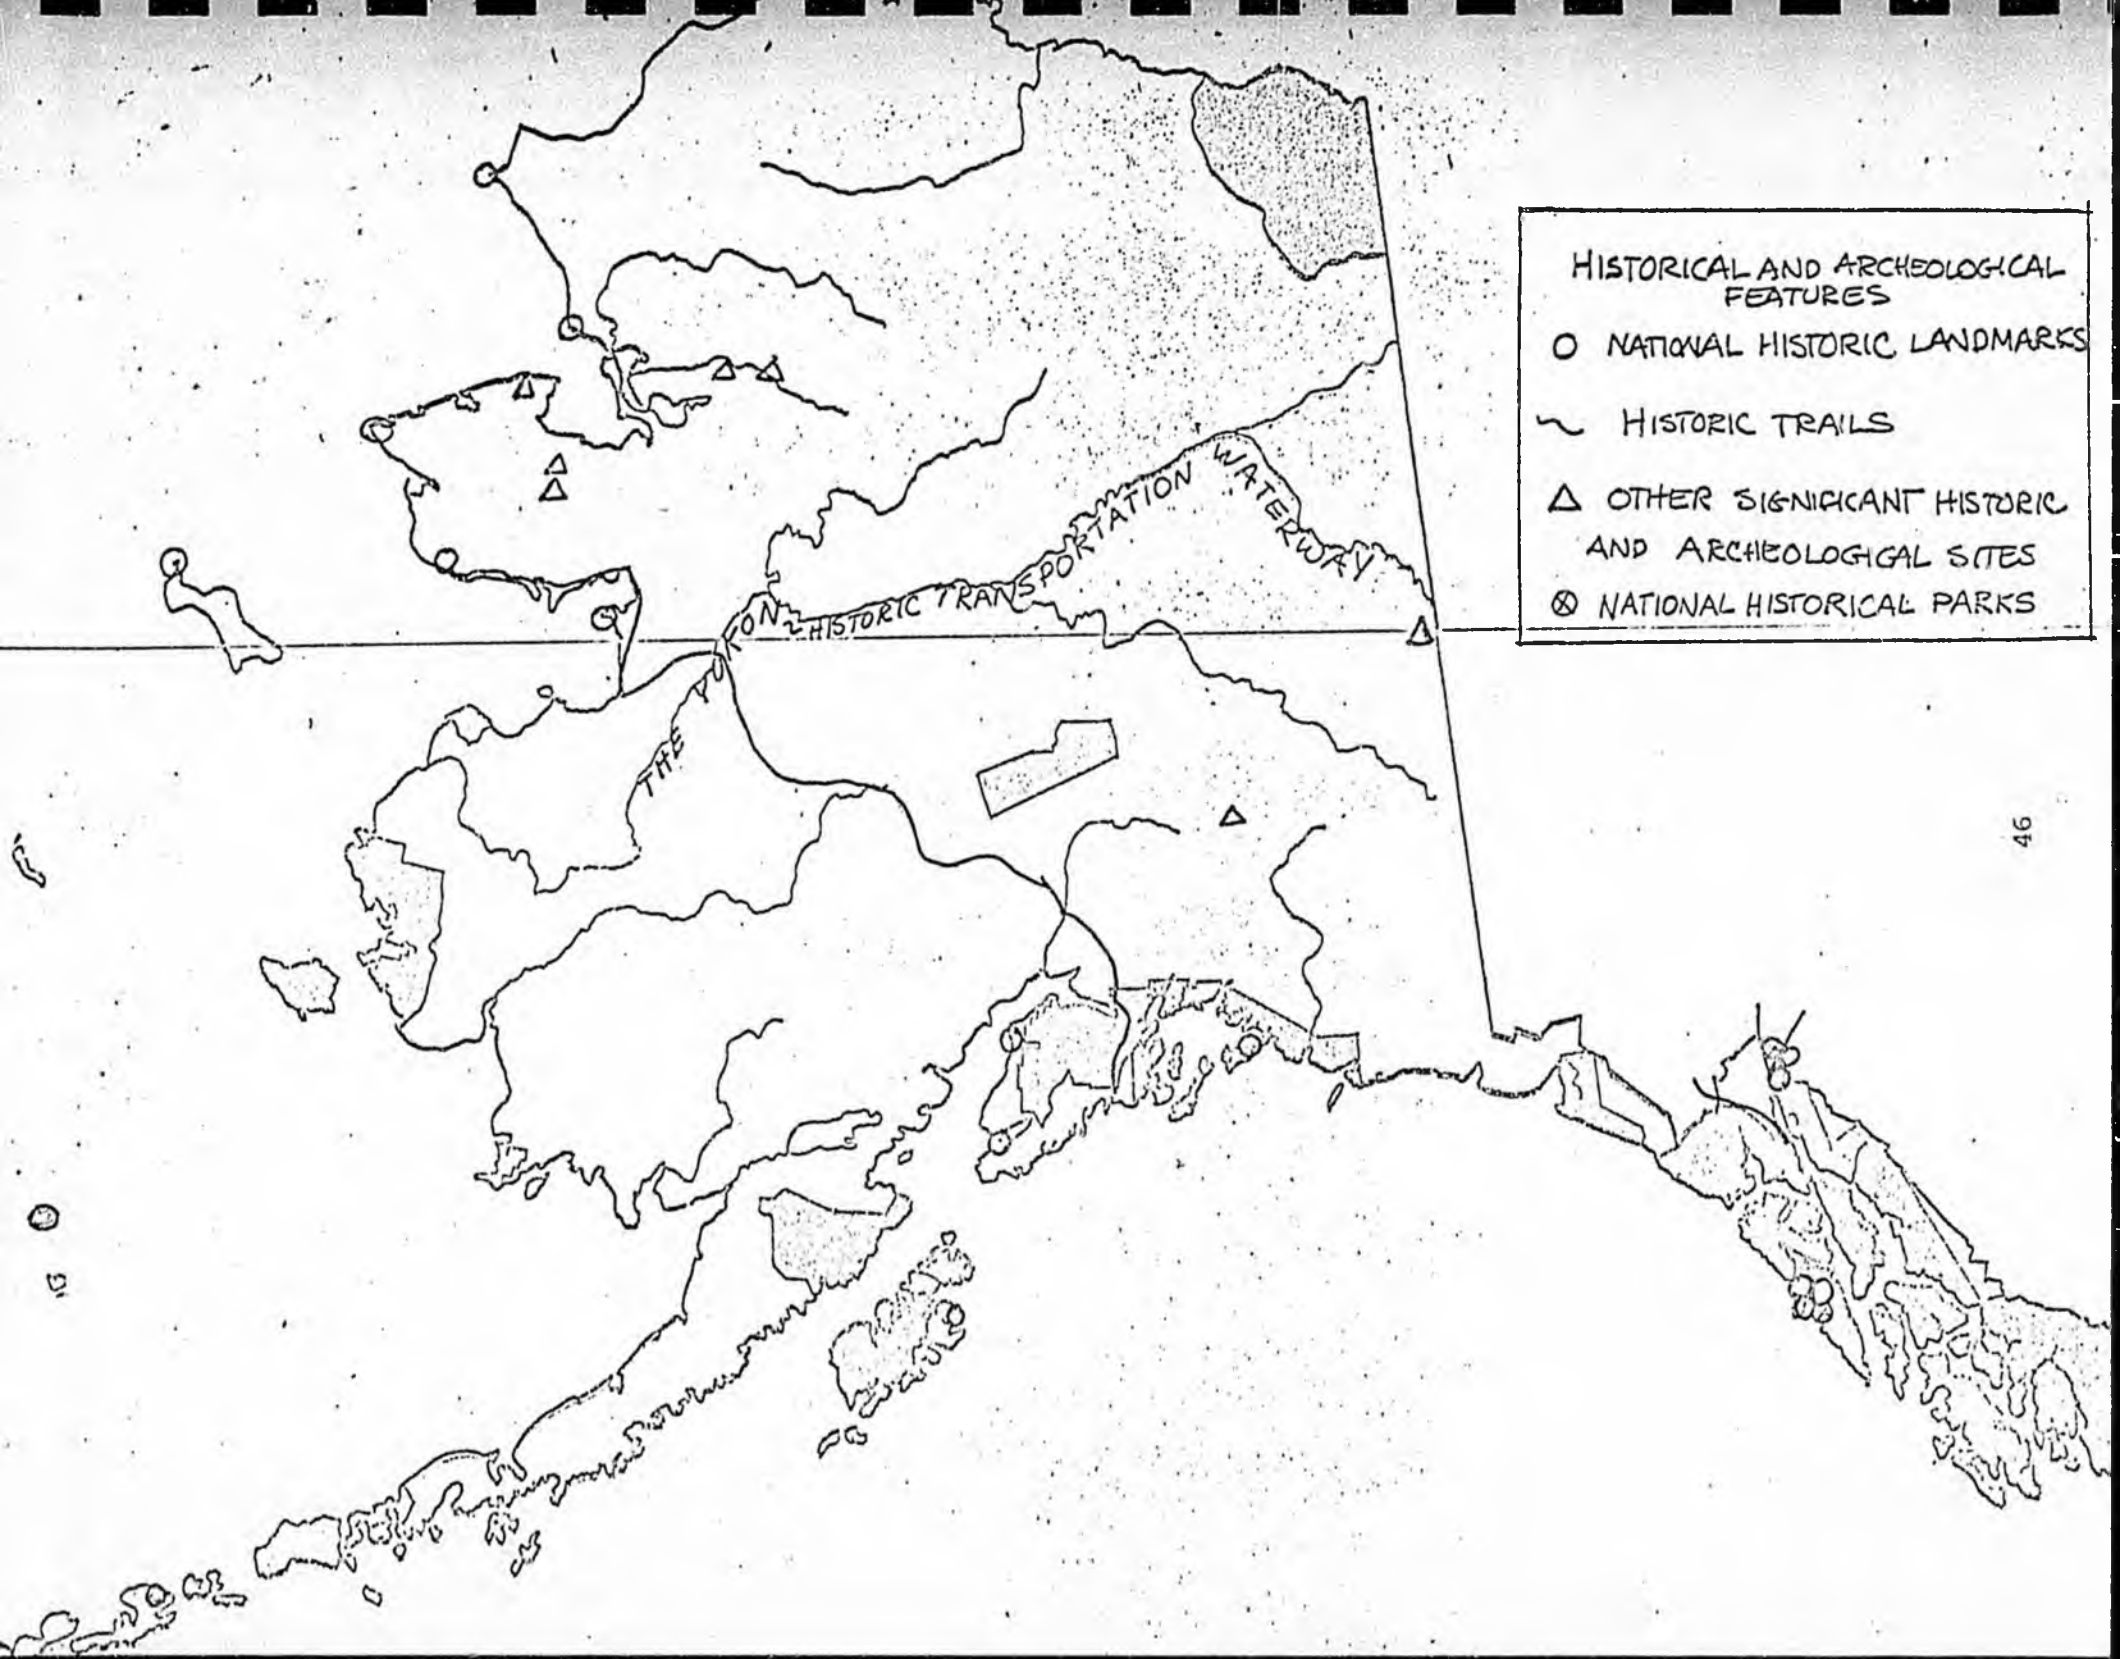 HISTORICAL AND ARCHEOLOGICAL
FEATURES
NATIONAL HISTORIC LANDMARKS
HISTORIC TRAILS
OTHER SIGNIFICANT HISTORIC
AND ARCHEOLOGICAL SITES
NATIONAL HISTORICAL PARKS
THE YUKON ~ HISTORIC TRANSPORTATION WATERWAY
46